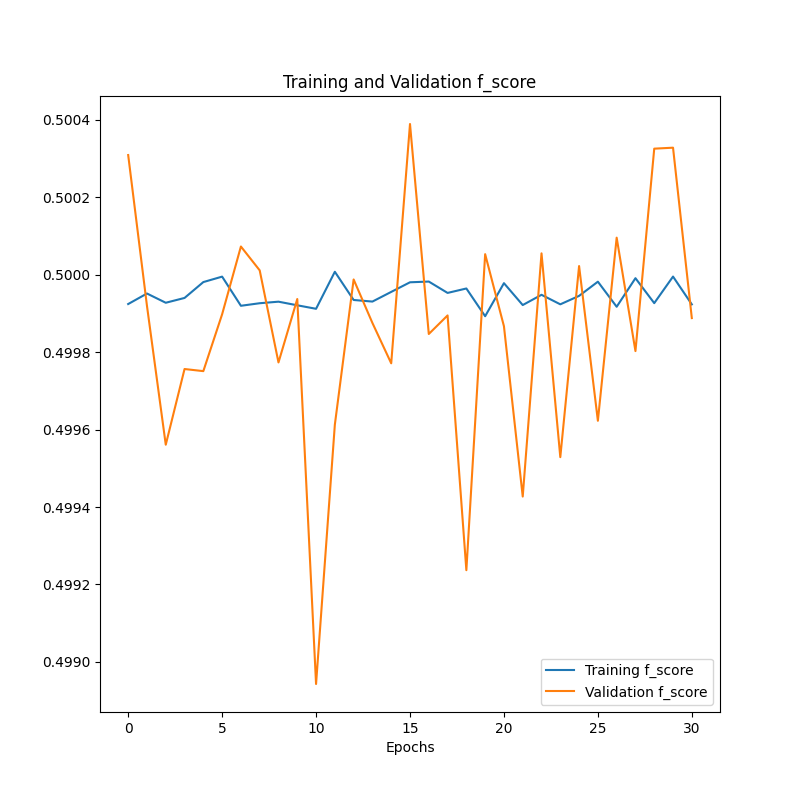 Training and Validation f_score
0.5004
0.5002
0.5000
0.4998
0.4996
0.4994
0.4992
0.4990
Training f_score
Validation f_score
0 5 10 15 20 25 30
Epochs